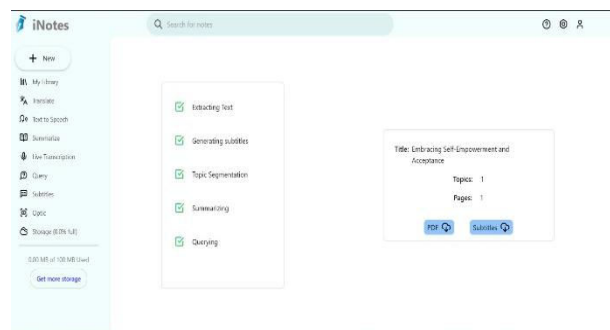 iNotes
Search for notes
+ New
My Library
Translate
Text to Speech
Summarize
Live Transcription
Query
Subtitles
Optic
Storage (0.0% full)
0.00 MB of 100 MB Used
Get more storage
Extracting Text
Generating subtitles
Topic Segmentation
Summarizing
Querying
Title: Embracing Self-Empowerment and
Acceptance
Topics: 1
Pages: 1
PDF
Subtitles